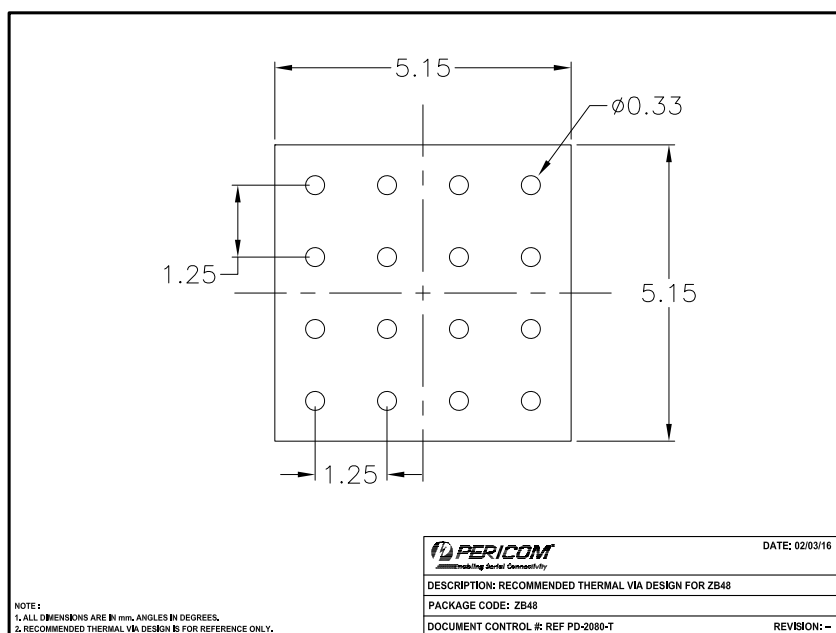 5.15
ø0.33
1.25
5.15
1.25
PERICOM
Enabling Serial Connectivity
DATE: 02/03/16
DESCRIPTION: RECOMMENDED THERMAL VIA DESIGN FOR ZB48
PACKAGE CODE: ZB48
DOCUMENT CONTROL #: REF PD-2080-T
REVISION: –
NOTE :
1. ALL DIMENSIONS ARE IN mm. ANGLES IN DEGREES.
2. RECOMMENDED THERMAL VIA DESIGN IS FOR REFERENCE ONLY.